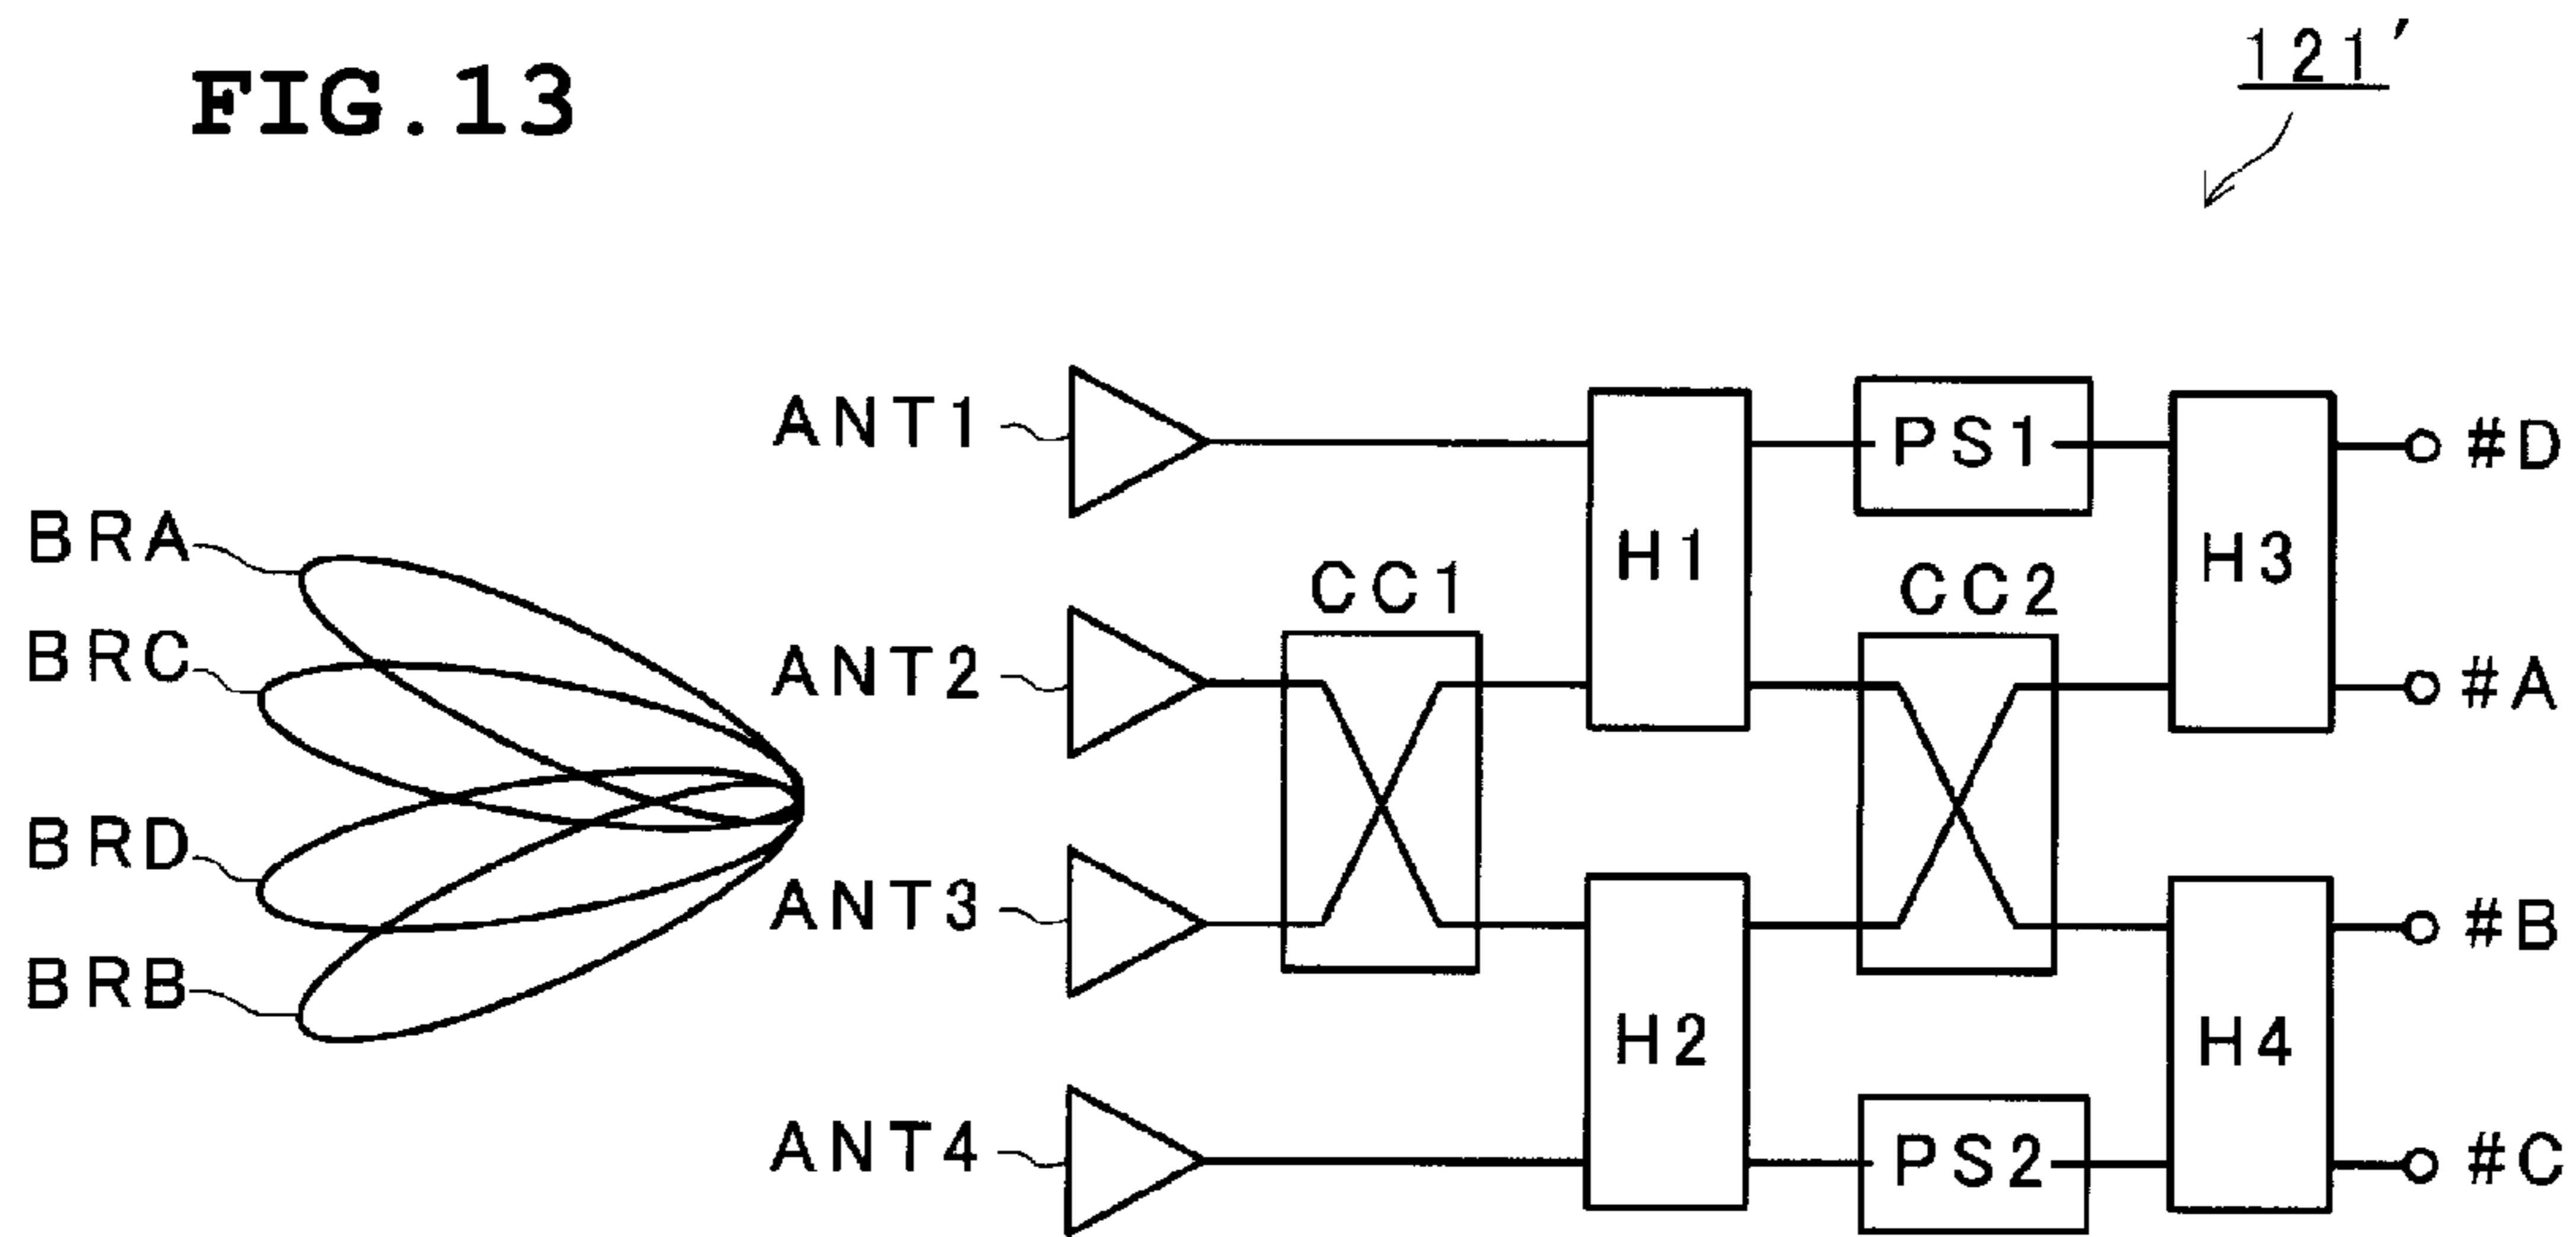 FIG.13
121'
ANT1
PS1
#D
BRA
H1
H3
CC1
CC2
BRC
ANT2
#A
BRD
ANT3
#B
BRB
H2
H4
ANT4
PS2
#C